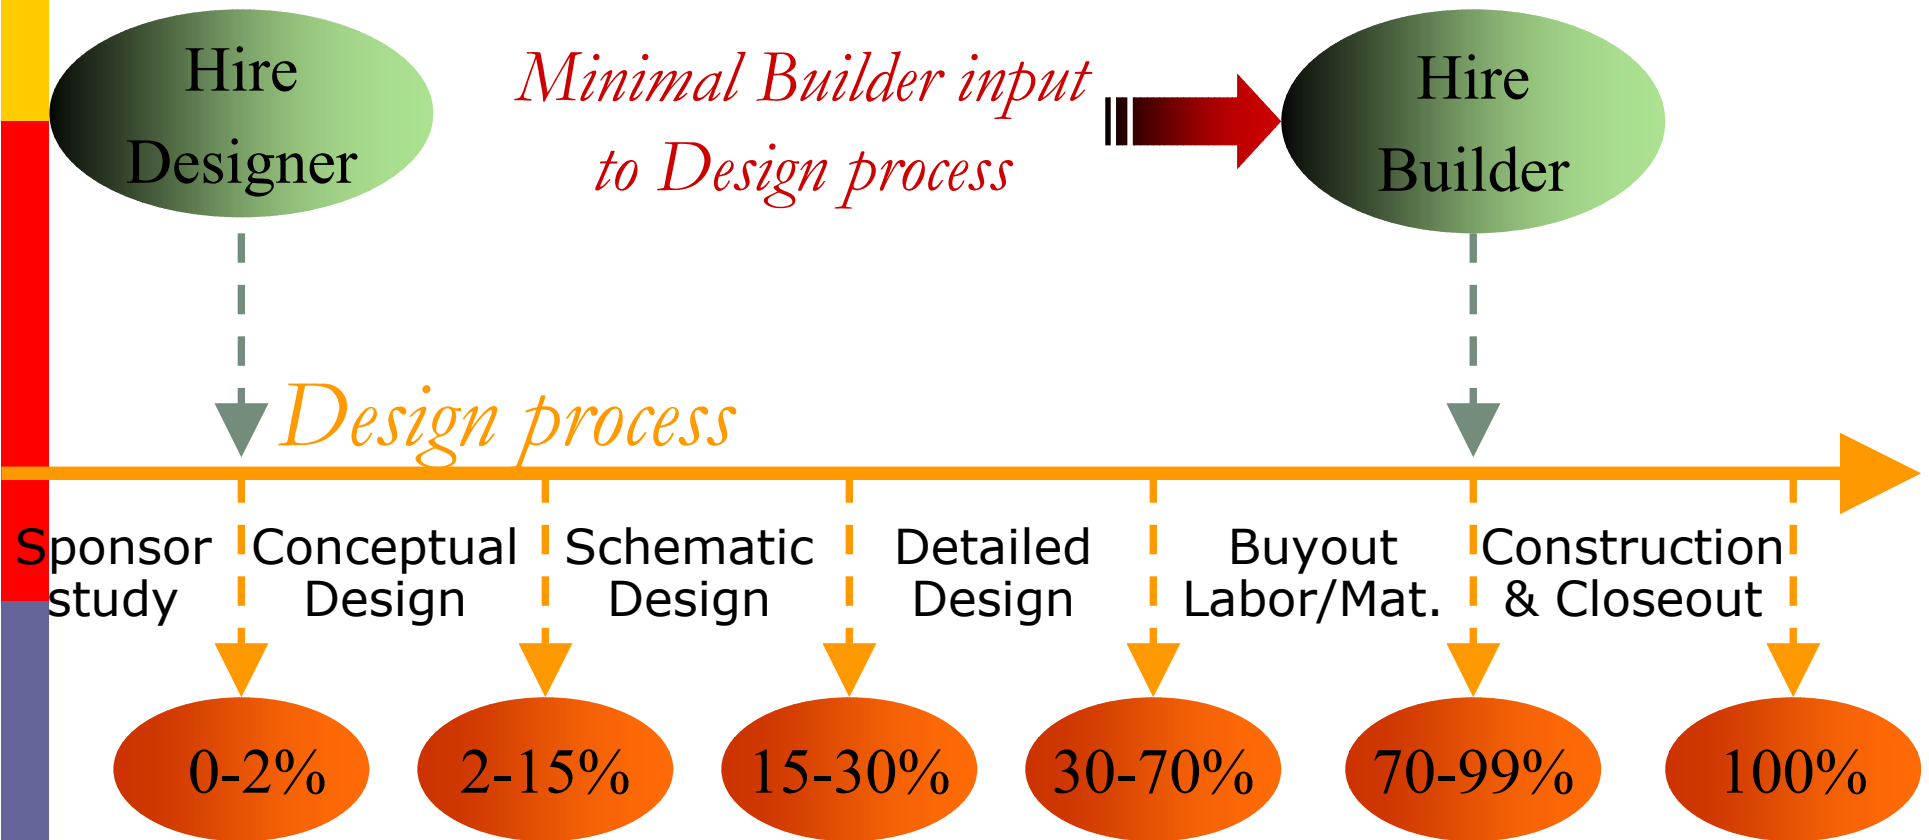 Hire
Designer
Minimal Builder input
to Design process
Hire
Builder
Design process
Sponsor
study
Conceptual
Design
Schematic
Design
Detailed
Design
Buyout
Labor/Mat.
Construction
& Closeout
0-2%
2-15%
15-30%
30-70%
70-99%
100%